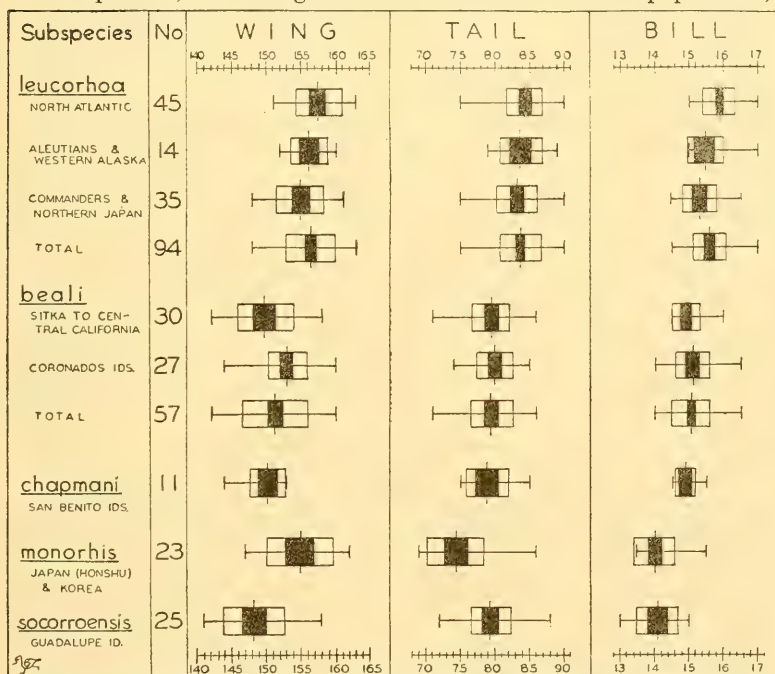 Subspecies No WING TAIL BILL
140 145 150 155 160 165 70 75 80 85 90 13 14 15 16 17
leucorhoa
NORTH ATLANTIC 45
ALEUTIANS &
WESTERN ALASKA 14
COMMANDERS &
NORTHERN JAPAN 35
TOTAL 94
beali
SITKA TO CEN-
TRAL CALIFORNIA 30
CORONADOS IDS. 27
TOTAL 57
chapmani 11
SAN BENITO IDS.
monorhis 23
JAPAN (HONSHU)
& KOREA
socorroensis 25
GUADALUPE ID.
140 145 150 155 160 165 70 75 80 85 90 13 14 15 16 17